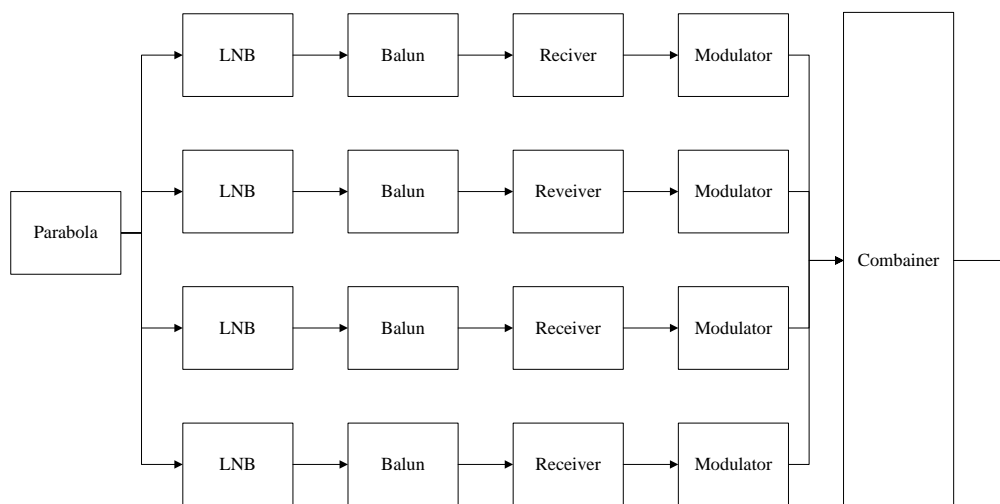 LNB
Balun
Reciver
Modulator
LNB
Balun
Reveiver
Modulator
Parabola
Combainer
LNB
Balun
Receiver
Modulator
LNB
Balun
Receiver
Modulator